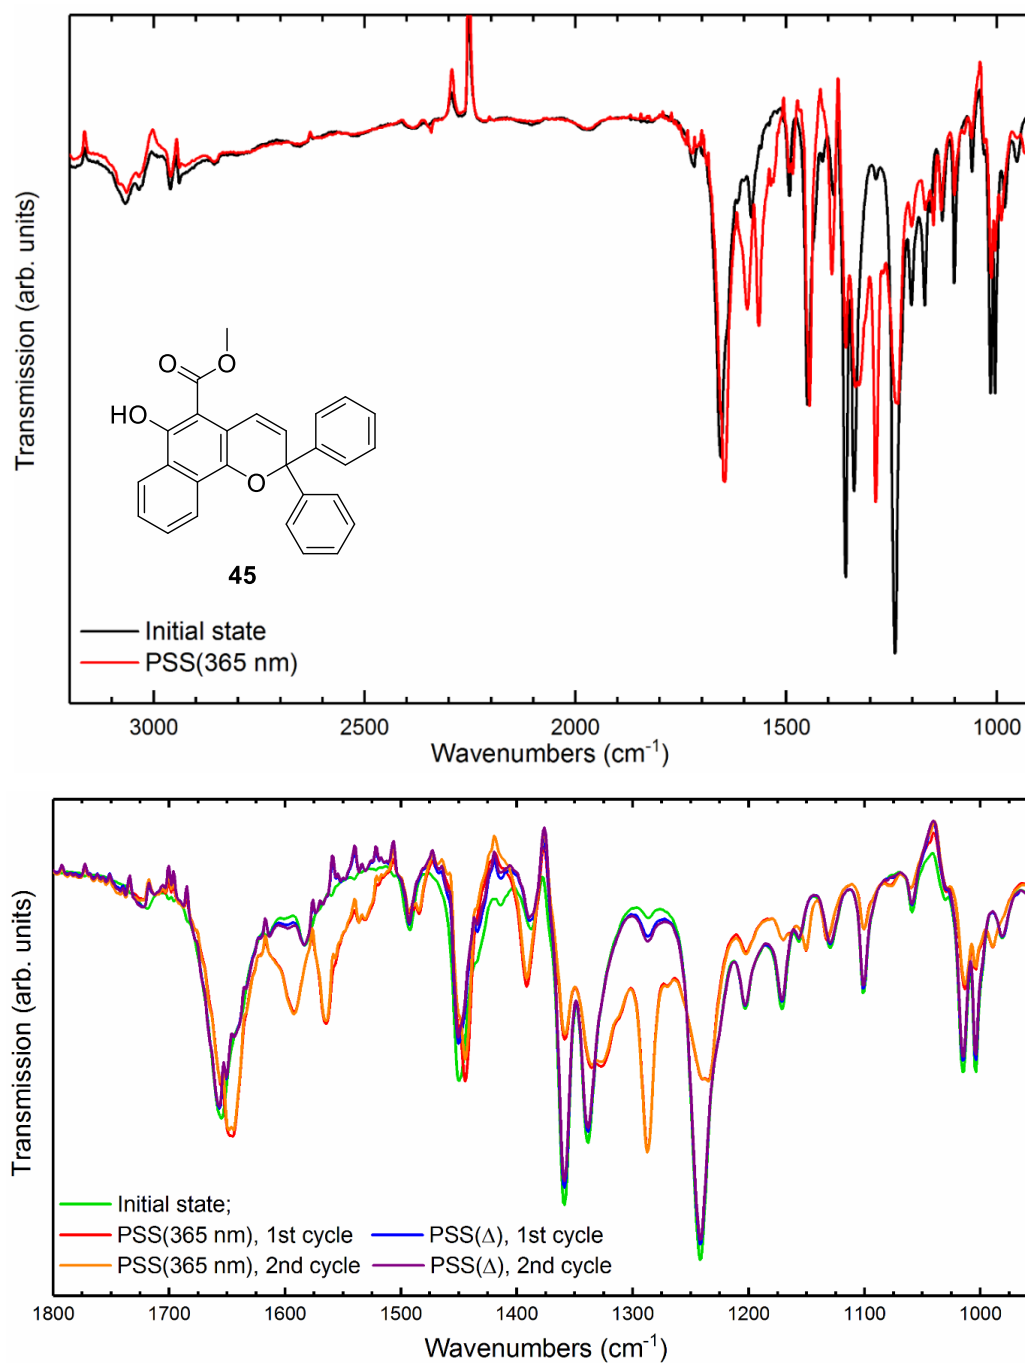 Transmission (arb. units)
O
O
HO
O
45
Initial state
PSS(365 nm)
3000 2500 2000 1500 1000
Wavenumbers (cm-1)
Transmission (arb. units)
Initial state;
PSS(365 nm), 1st cycle PSS(Δ), 1st cycle
PSS(365 nm), 2nd cycle PSS(Δ), 2nd cycle
1800 1700 1600 1500 1400 1300 1200 1100 1000
Wavenumbers (cm-1)